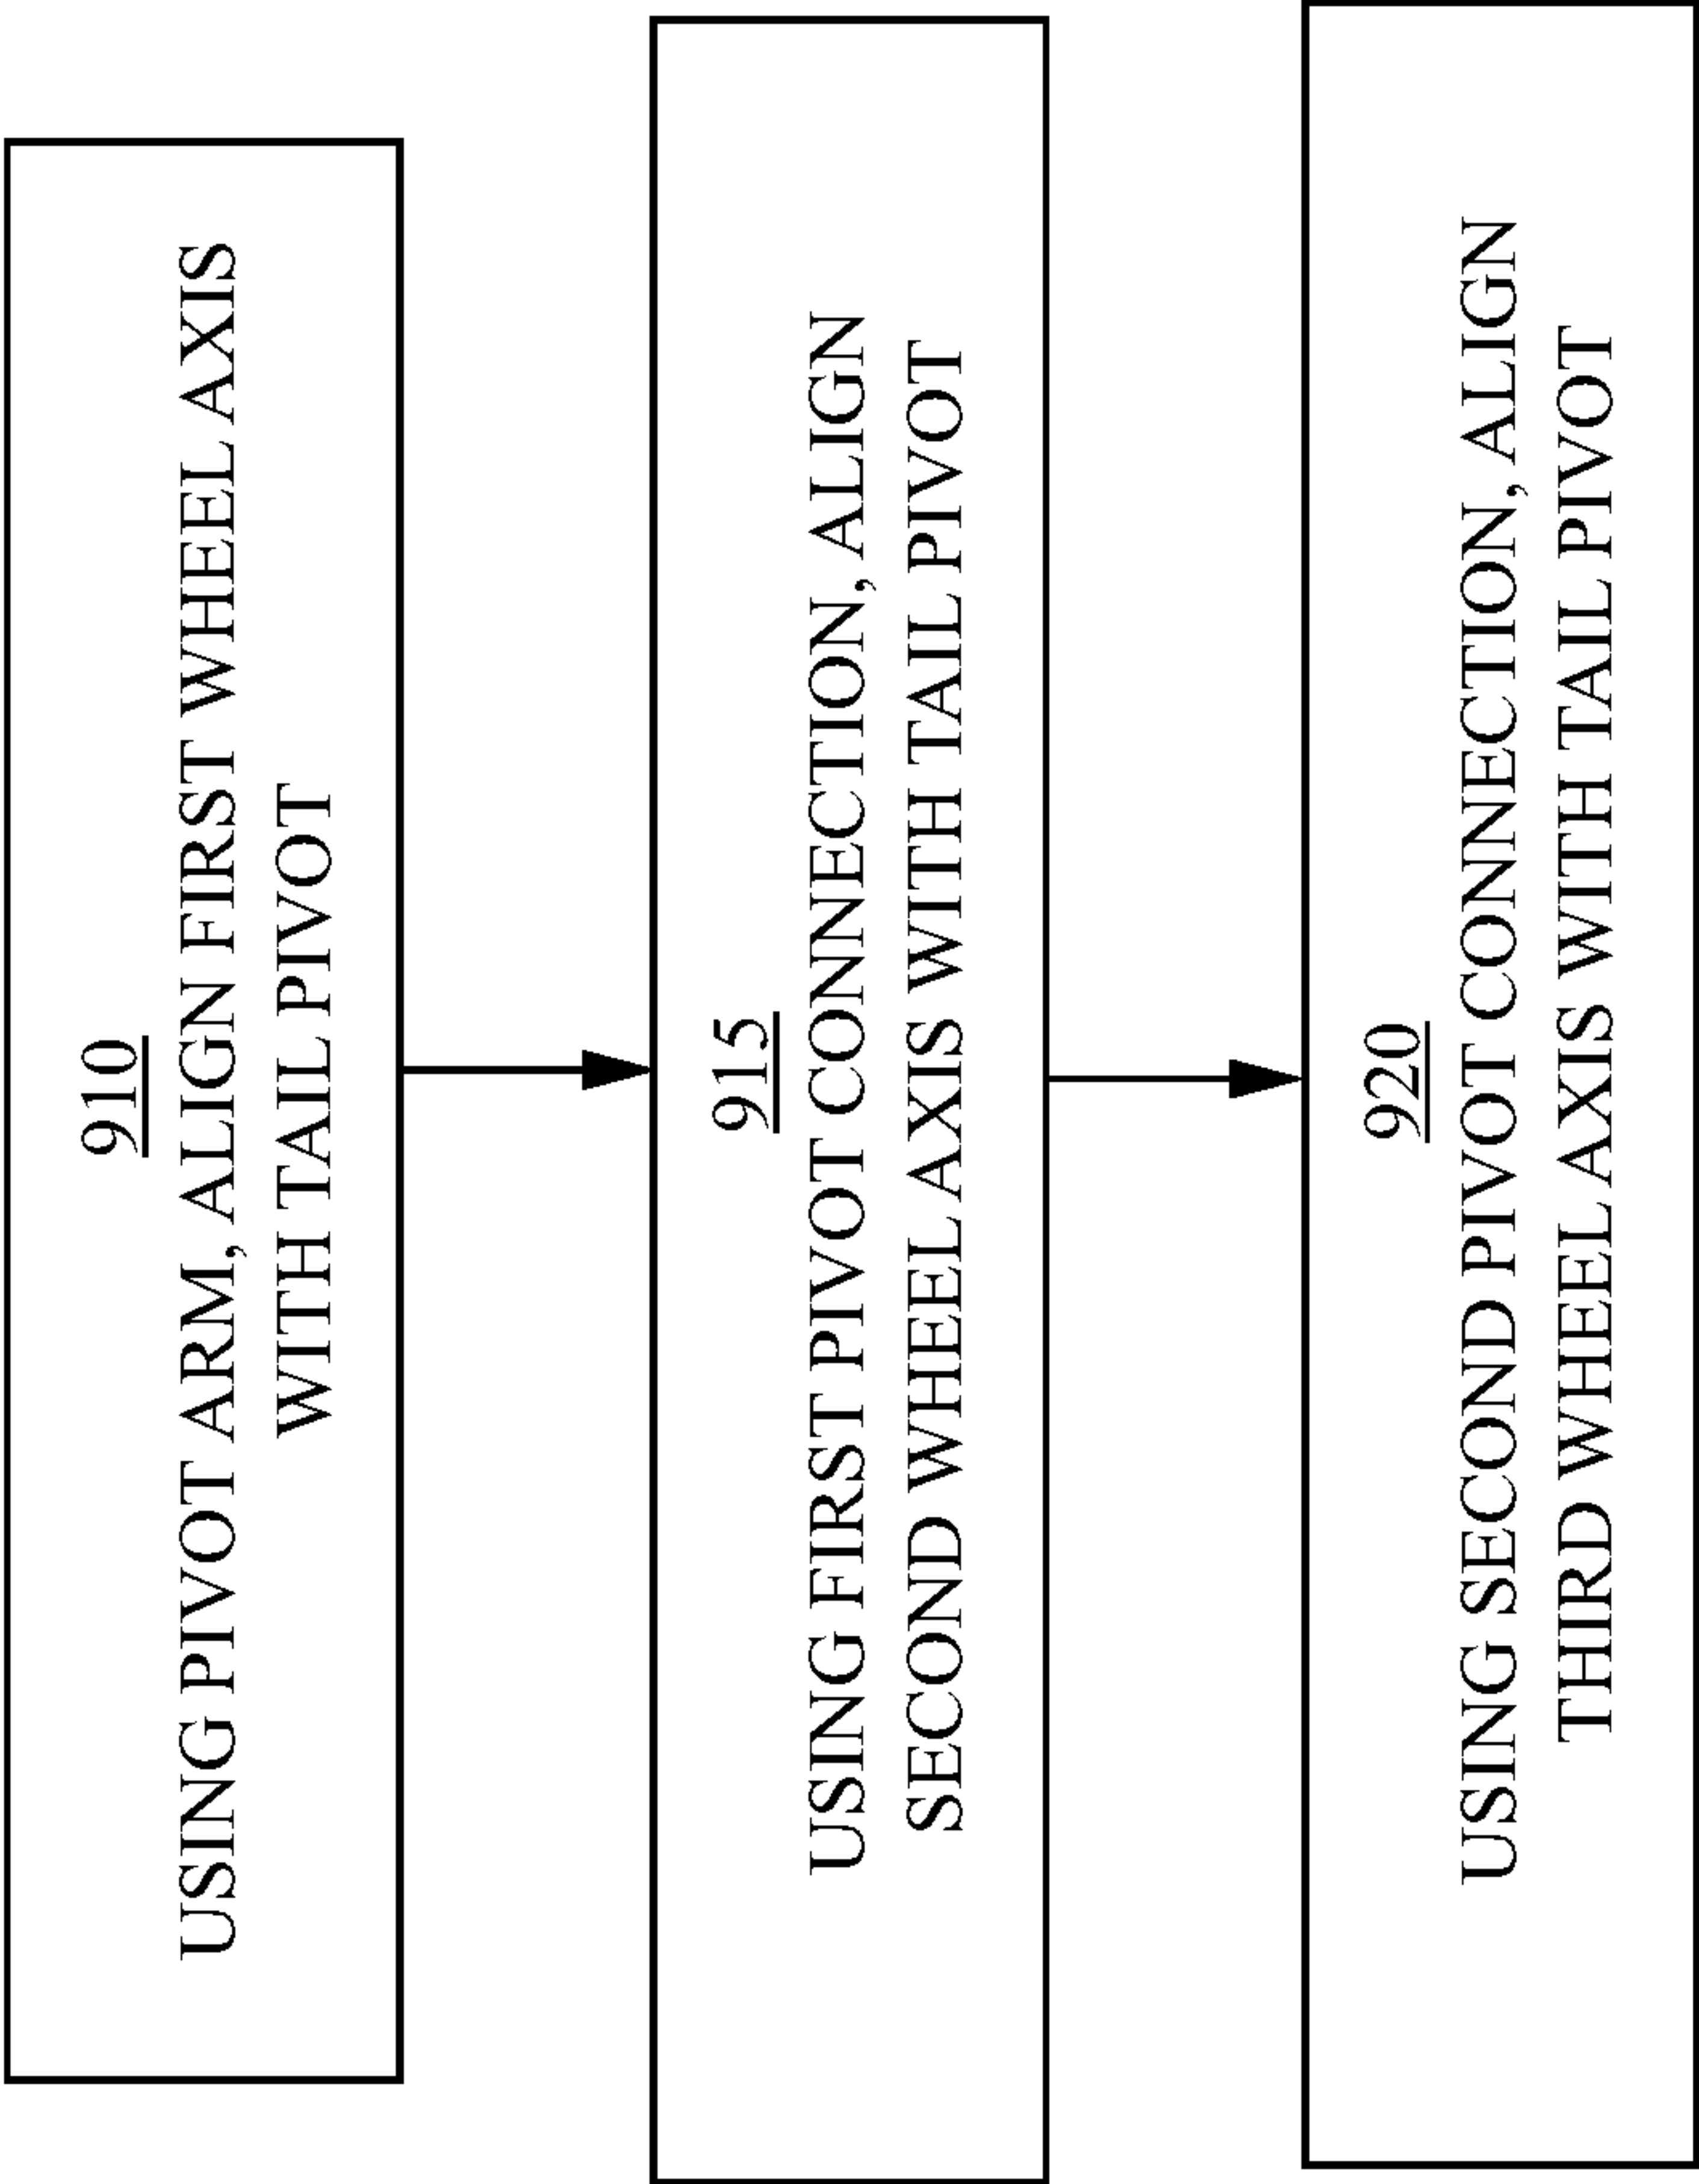 910
USING PIVOT ARM, ALIGN FIRST WHEEL AXIS
WITH TAIL PIVOT
915
USING FIRST PIVOT CONNECTION, ALIGN
SECOND WHEEL AXIS WITH TAIL PIVOT
920
USING SECOND PIVOT CONNECTION, ALIGN
THIRD WHEEL AXIS WITH TAIL PIVOT